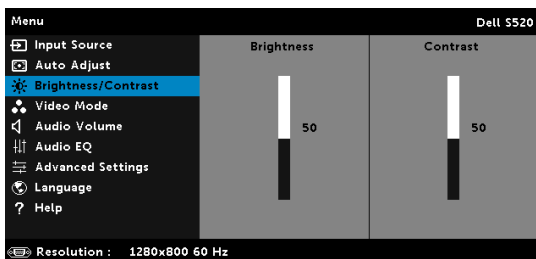 Menu Dell S520
Input Source
Auto Adjust
Brightness/Contrast
Video Mode
Audio Volume
Audio EQ
Advanced Settings
Language
? Help
Brightness Contrast
50 50
Resolution : 1280x800 60 Hz